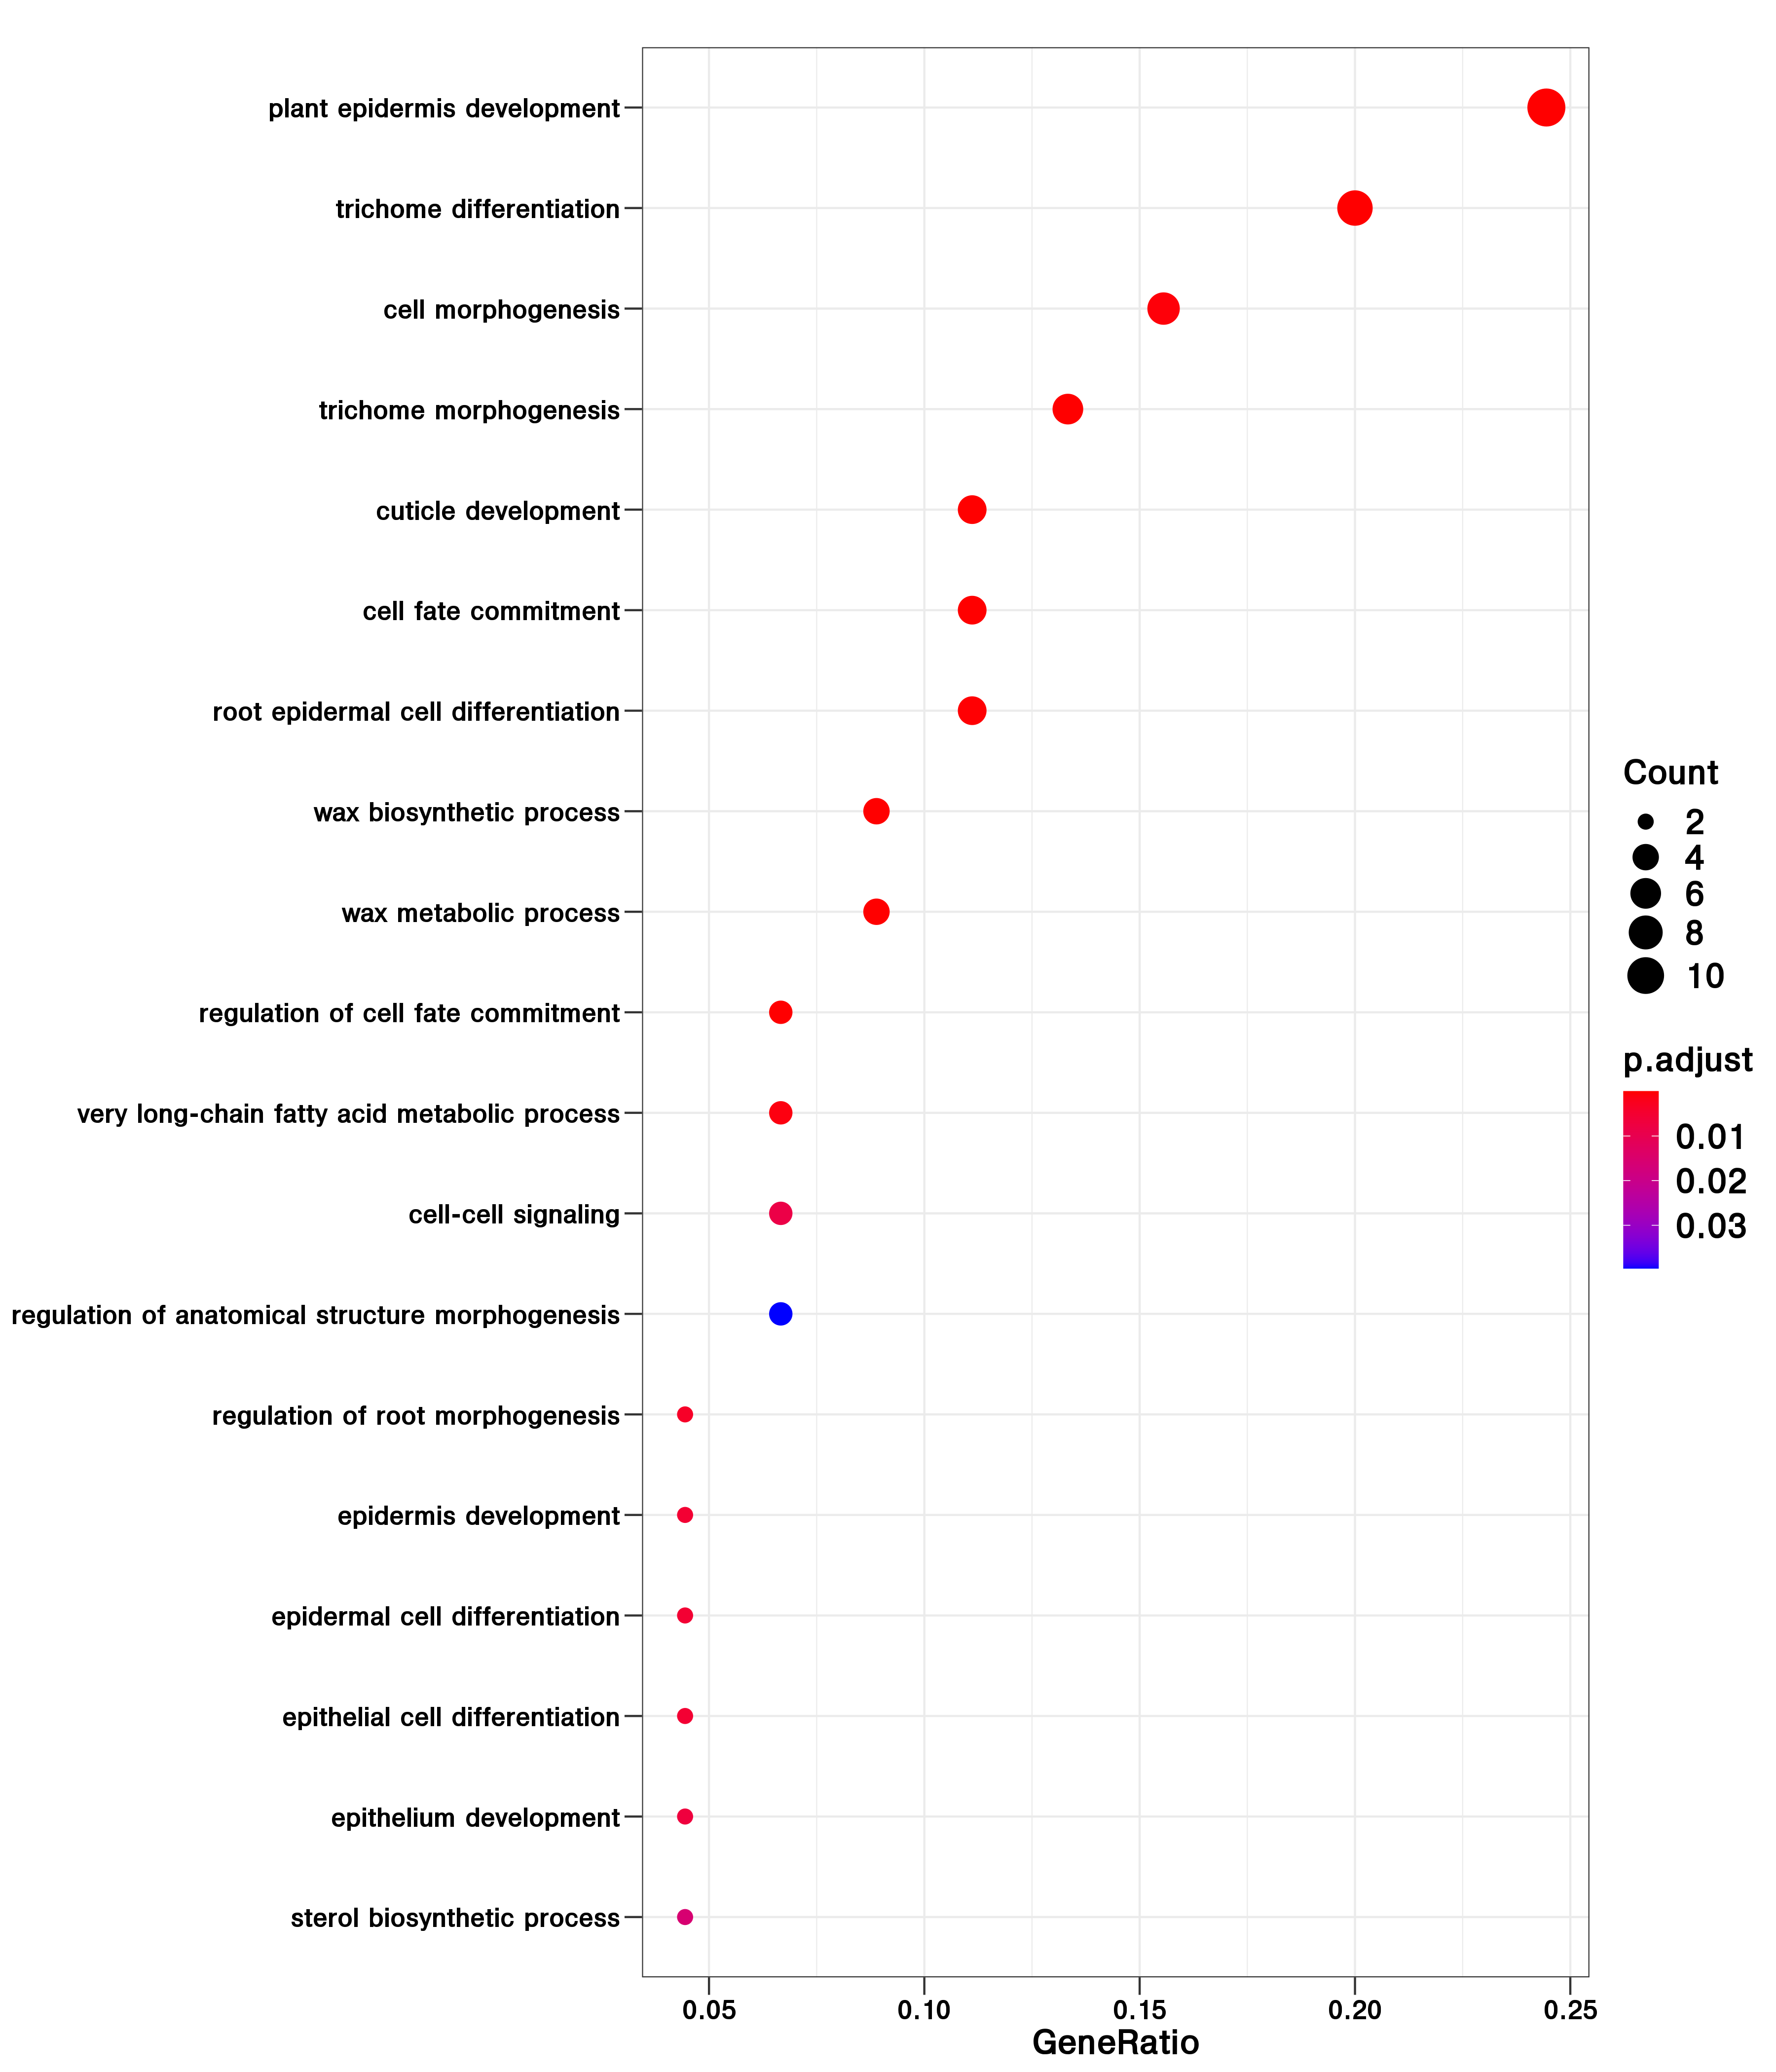 plant epidermis development
trichome differentiation
cell morphogenesis
trichome morphogenesis
cuticle development
cell fate commitment
root epidermal cell differentiation
wax biosynthetic process
wax metabolic process
regulation of cell fate commitment
very long-chain fatty acid metabolic process
cell-cell signaling
regulation of anatomical structure morphogenesis
regulation of root morphogenesis
epidermis development
epidermal cell differentiation
epithelial cell differentiation
epithelium development
sterol biosynthetic process
0.05 0.10 0.15 0.20 0.25
GeneRatio
Count
2
4
6
8
10
p.adjust
0.01
0.02
0.03